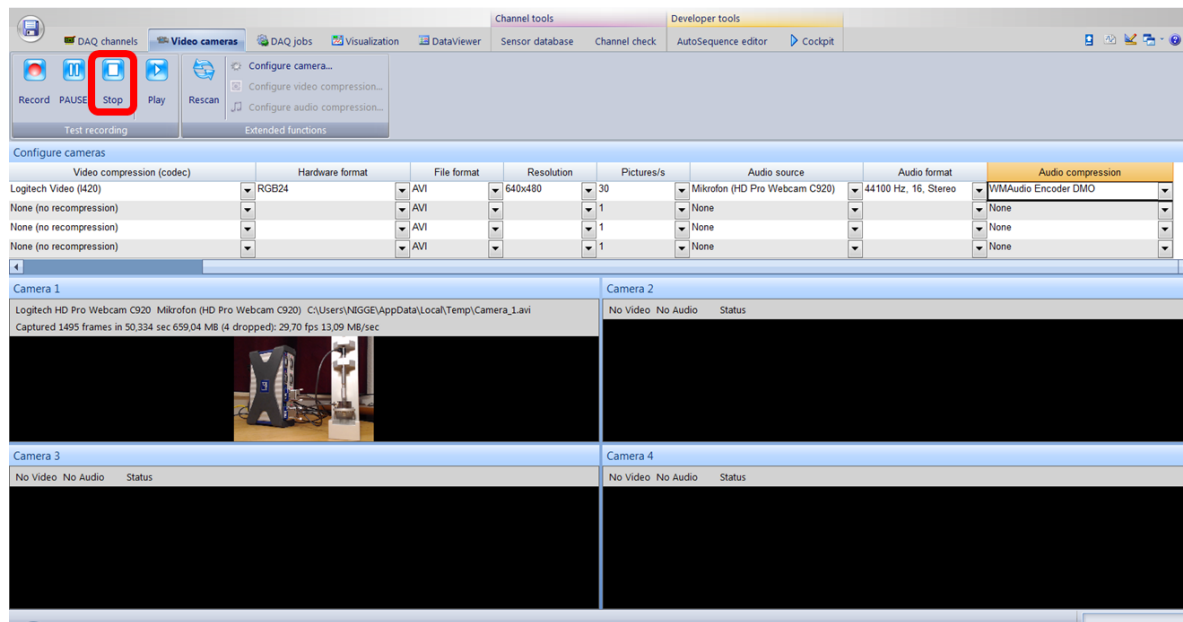 Channel tools Developer tools
DAQ channels Video cameras DAQ jobs Visualization DataViewer Sensor database Channel check AutoSequence editor Cockpit
Configure camera...
Configure video compression...
Record PAUSE Stop Play Rescan
Configure audio compression...
Test recording Extended functions
Configure cameras
Video compression (codec) Hardware format File format Resolution Pictures/s Audio source Audio format Audio compression
Logitech Video (I420) RGB24 AVI 640x480 30 Mikrofon (HD Pro Webcam C920) 44100 Hz, 16, Stereo WMAudio Encoder DMO
None (no recompression) AVI 1 None None
None (no recompression) AVI 1 None None
None (no recompression) AVI 1 None None
Camera 1 Camera 2
Logitech HD Pro Webcam C920 Mikrofon (HD Pro Webcam C920) C:\Users\NIGGE\AppData\Local\Temp\Camera_1.avi No Video No Audio Status
Captured 1495 frames in 50,334 sec 659,04 MB (4 dropped): 29,70 fps 13,09 MB/sec
Camera 3 Camera 4
No Video No Audio Status No Video No Audio Status